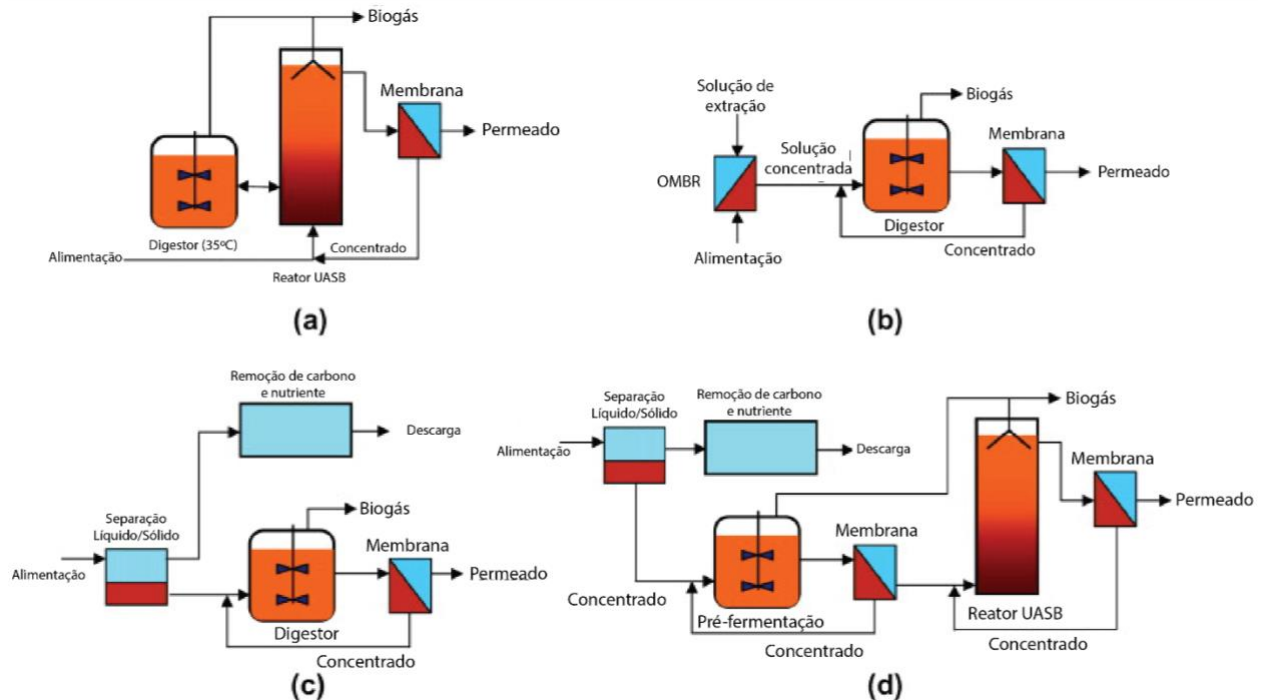 Biogás
Membrana
Permeado
Digestor (35ºC)
Alimentação
Concentrado
Reator UASB
(a)
Solução de
extração
Biogás
Solução
concentrada
Membrana
OMBR
Permeado
Digestor
Alimentação
Concentrado
(b)
Remoção de carbono
e nutriente
Descarga
Separação
Líquido/Sólido
Biogás
Membrana
Alimentação
Permeado
Digestor
Concentrado
(c)
Separação
Líquido/Sólido
Remoção de carbono
e nutriente
Biogás
Alimentação
Descarga
Membrana
Membrana
Permeado
Concentrado
Pré-fermentação
Reator UASB
Concentrado
Concentrado
(d)